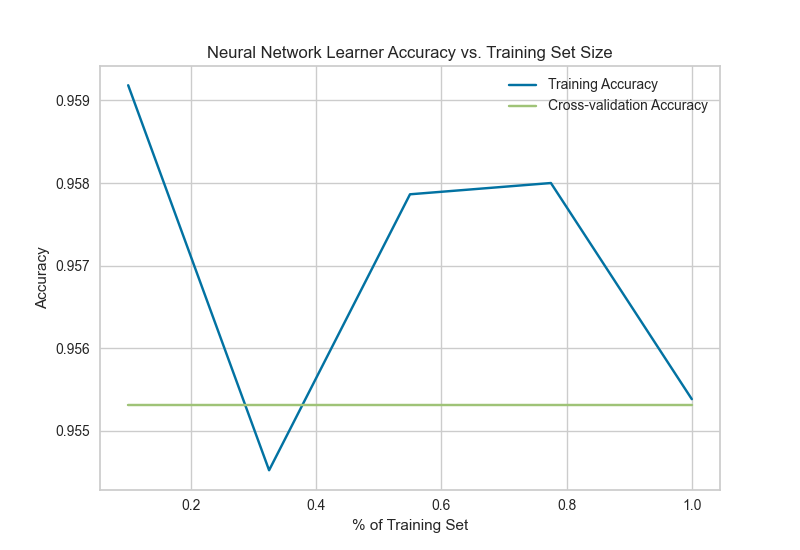 Neural Network Learner Accuracy vs. Training Set Size
Training Accuracy
Cross-validation Accuracy
0.959
0.958
0.957
0.956
0.955
Accuracy
0.2
0.4
0.6
0.8
1.0
% of Training Set